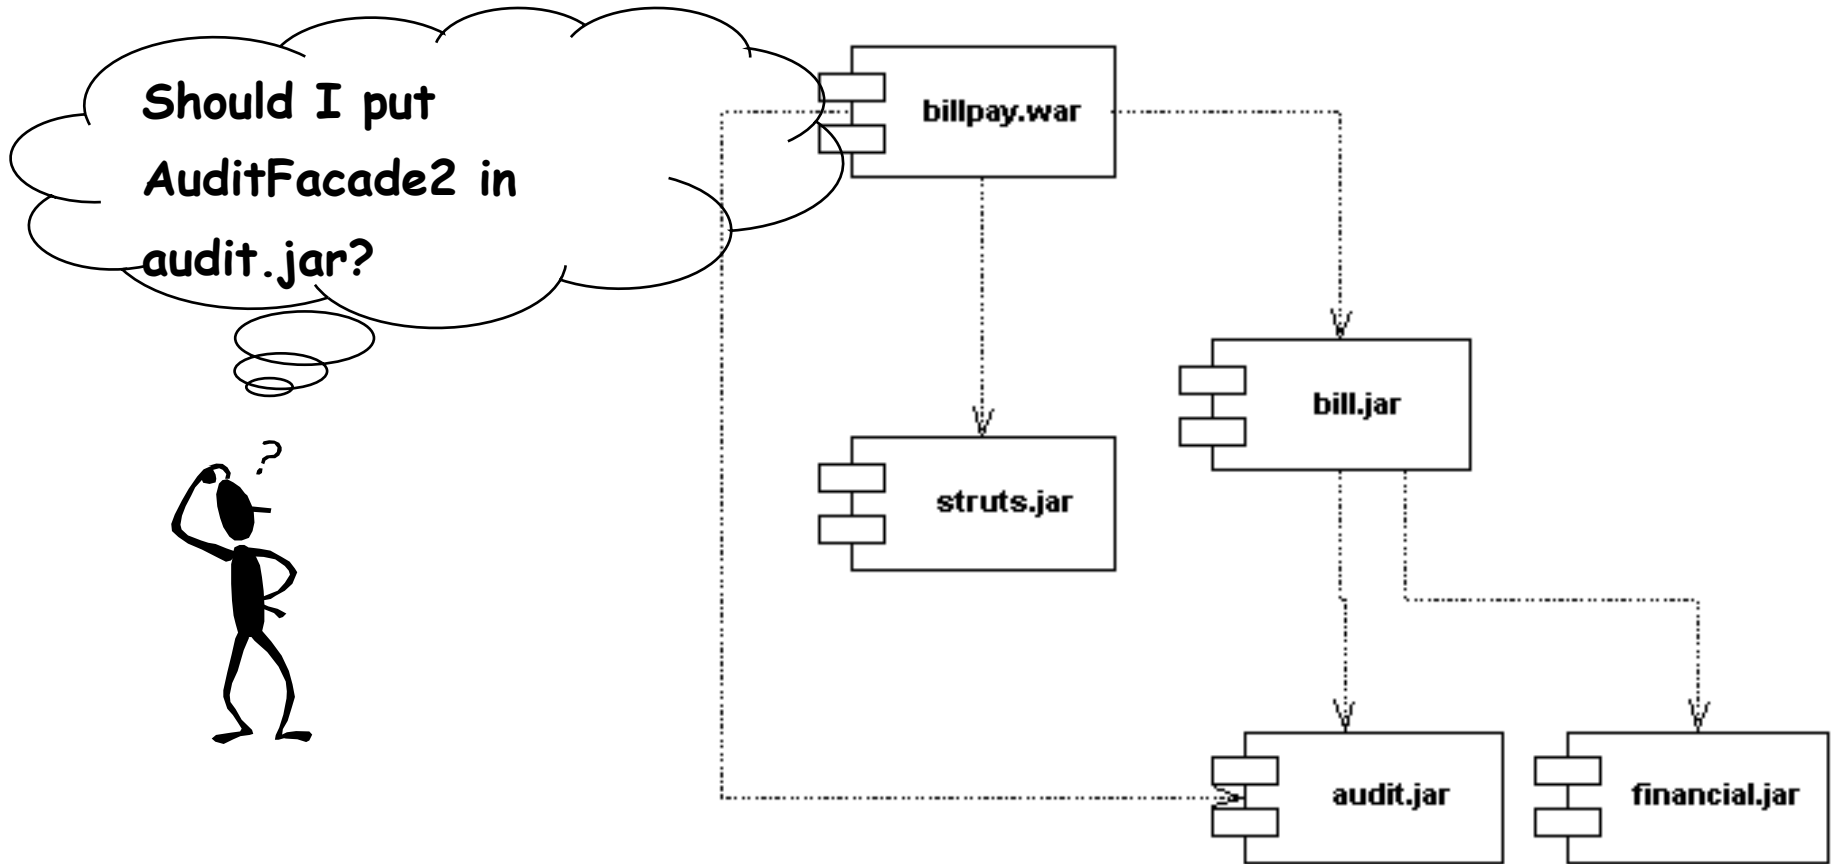 Should I put
AuditFacade2 in
audit.jar?
billpay.war
bill.jar
?
struts.jar
audit.jar
financial.jar